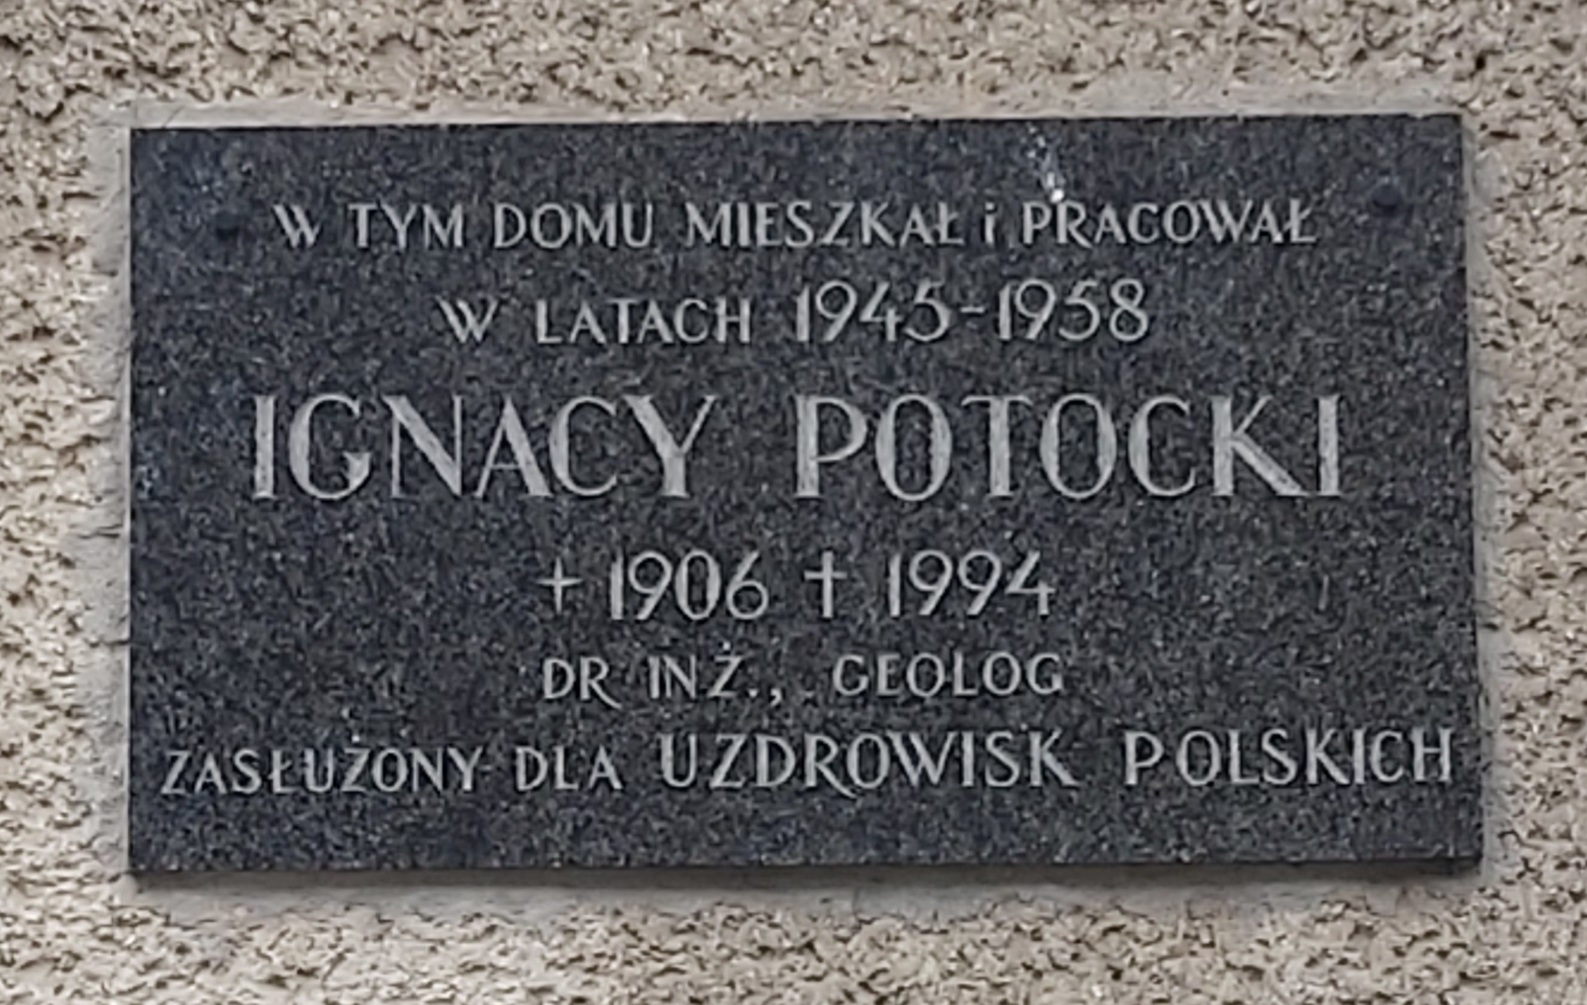 W TYM DOMU MIESZKAŁ i PRACOWAŁ
W LATACH 1945-1958
IGNACY POTOCKI
+ 1906 † 1994
DR INŻ., GEOLOG
ZASŁUŻONY DLA UZDROWISK POLSKICH